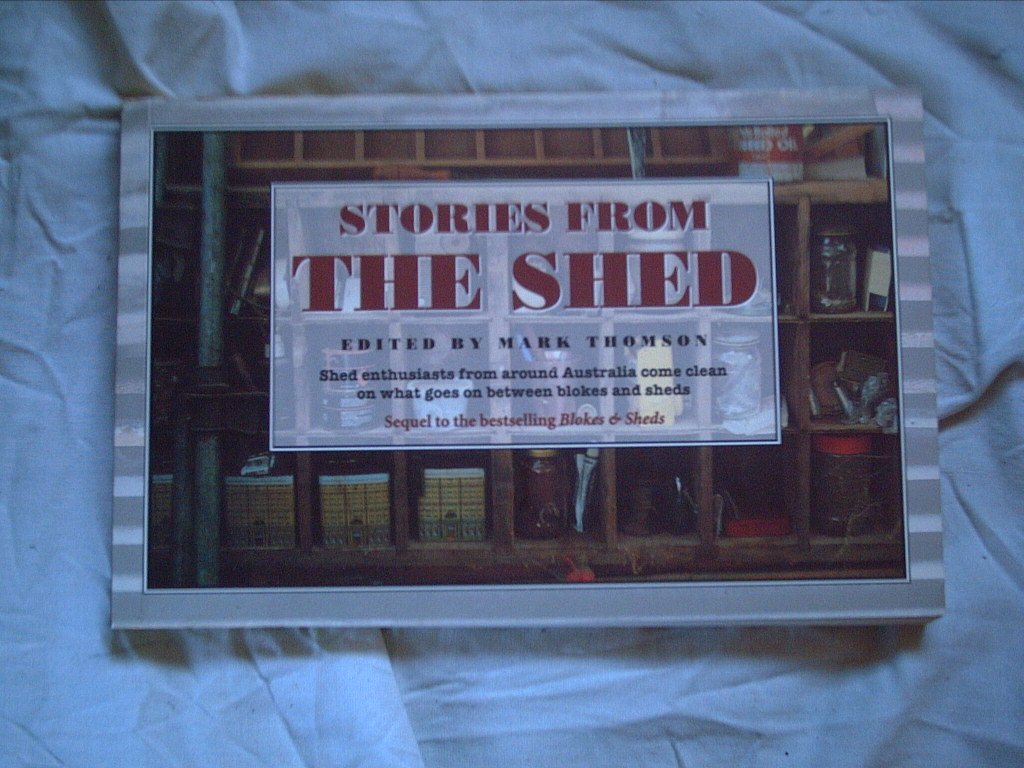 STORIES FROM
THE SHED
EDITED BY MARK THOMSON
Shed enthusiasts from around Australia come clean
on what goes on between blokes and sheds
Sequel to the bestselling Blokes & Sheds
OIL